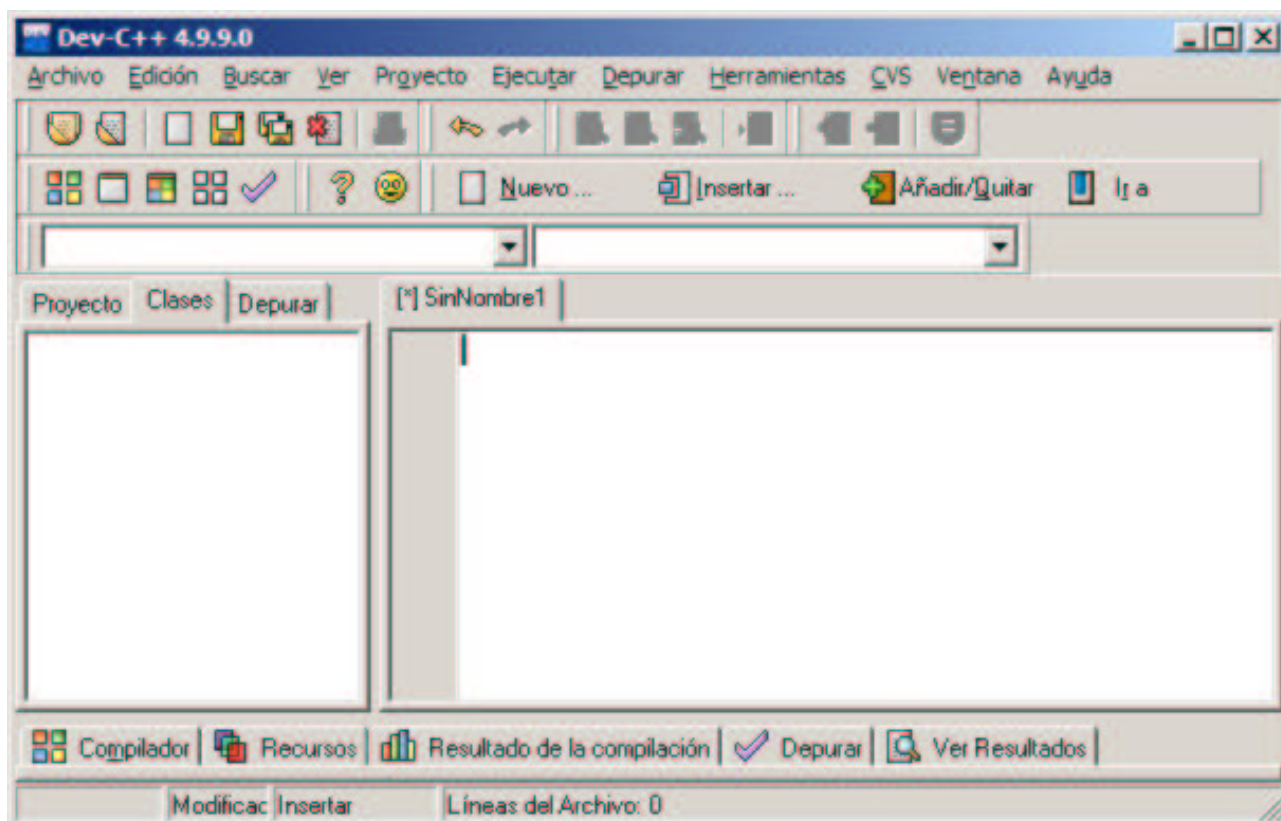 Dev-C++ 4.9.9.0
Archivo Edición Buscar Ver Proyecto Ejecutar Depurar Herramientas CVS Ventana Ayuda
Nuevo ... Insertar ... Añadir/Quitar Ir a
Proyecto Clases Depurar [*] SinNombre1
Compilador Recursos Resultado de la compilación Depurar Ver Resultados
Modificac Insertar Líneas del Archivo: 0